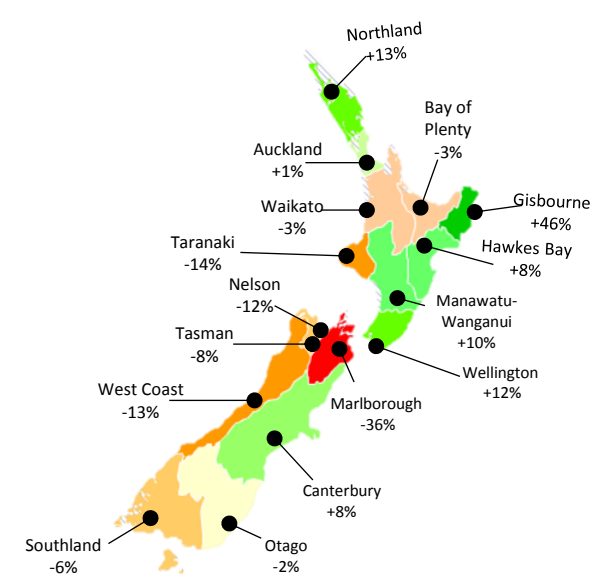 Northland
+13%
Bay of
Plenty
-3%
Auckland
+1%
Waikato
-3%
Gisbourne
+46%
Taranaki
-14%
Hawkes Bay
+8%
Nelson
-12%
Manawatu-
Wanganui
+10%
Tasman
-8%
Wellington
+12%
West Coast
-13%
Marlborough
-36%
Canterbury
+8%
Southland
-6%
Otago
-2%